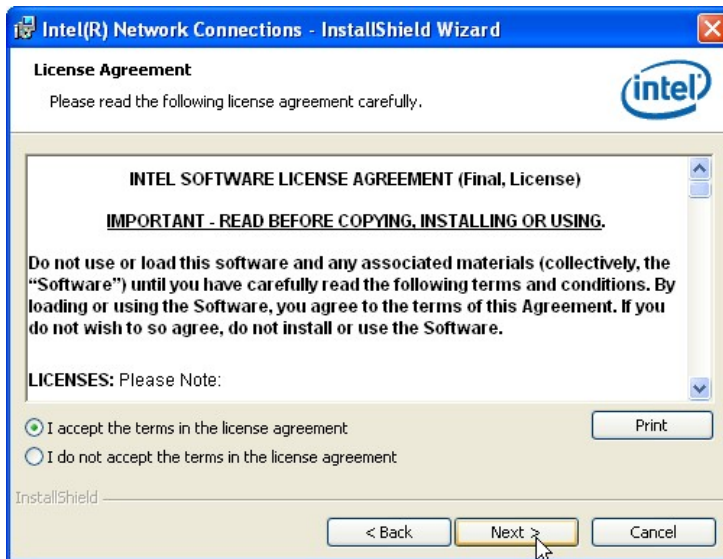 Intel(R) Network Connections - InstallShield Wizard
License Agreement
Please read the following license agreement carefully.
intel
INTEL SOFTWARE LICENSE AGREEMENT (Final, License)
IMPORTANT - READ BEFORE COPYING, INSTALLING OR USING.
Do not use or load this software and any associated materials (collectively, the
“Software”) until you have carefully read the following terms and conditions. By
loading or using the Software, you agree to the terms of this Agreement. If you
do not wish to so agree, do not install or use the Software.
LICENSES: Please Note:
I accept the terms in the license agreement
Print
I do not accept the terms in the license agreement
InstallShield
< Back
Next >
Cancel